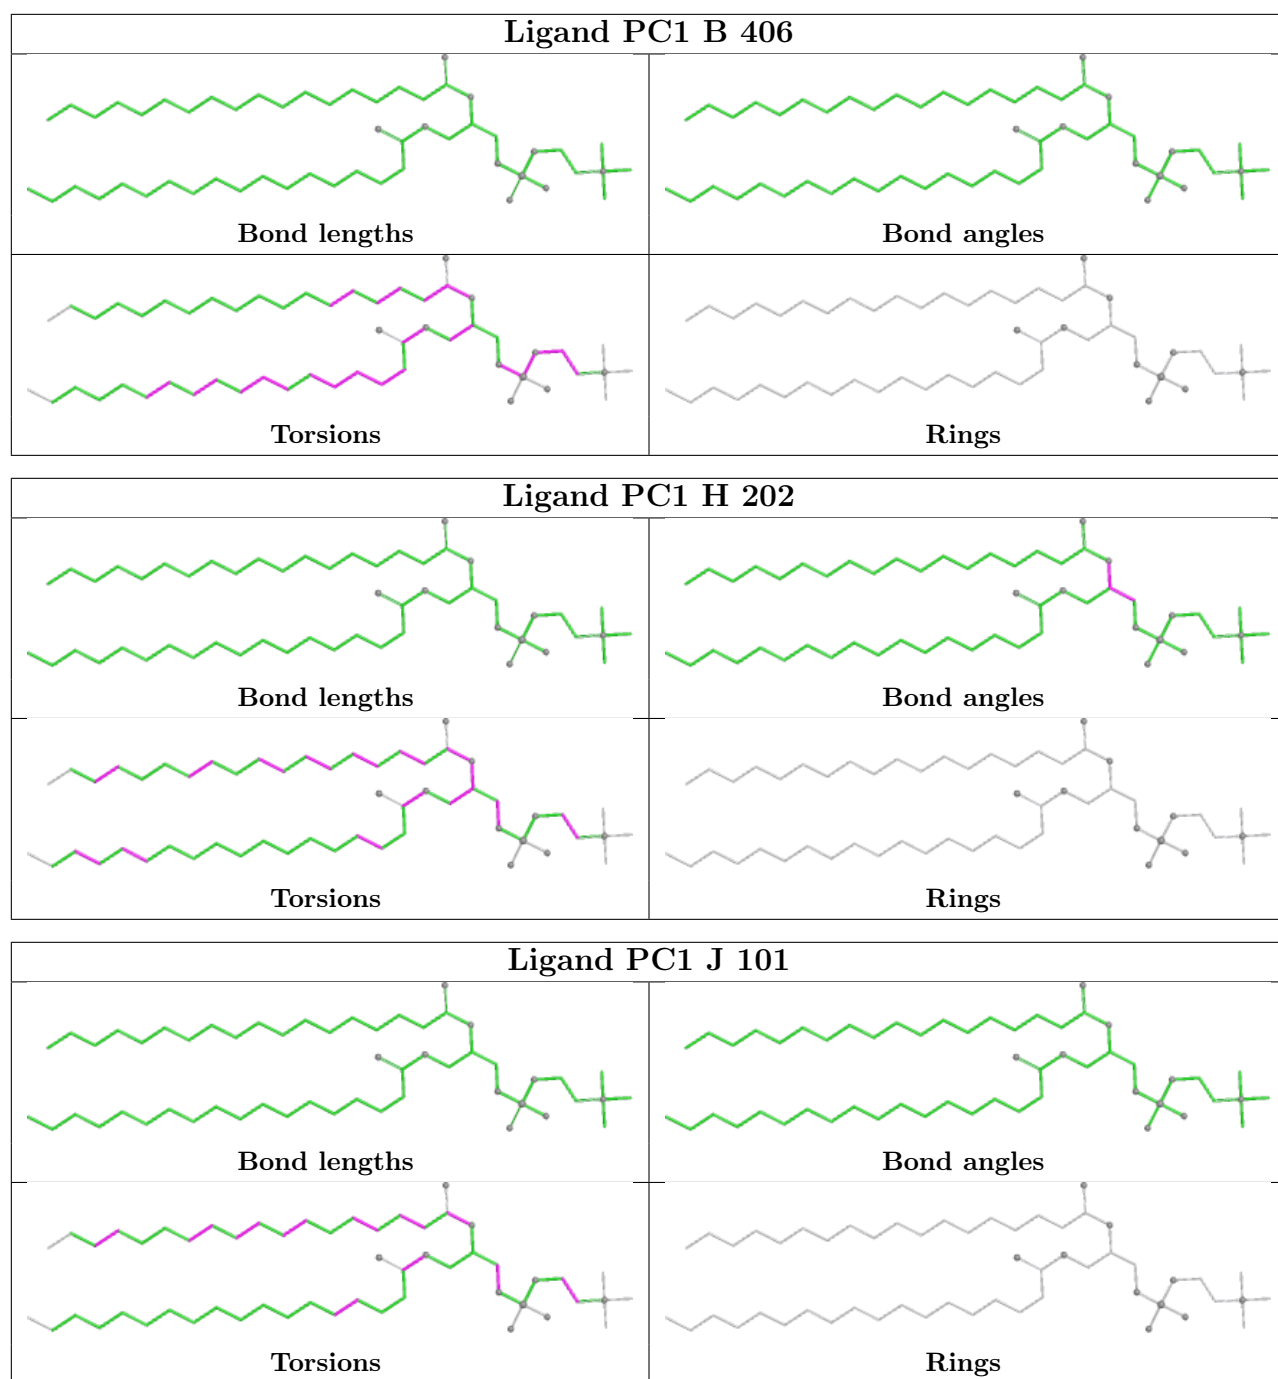 Ligand PC1 B 406
Bond lengths Bond angles
Torsions Rings
Ligand PC1 H 202
Bond lengths Bond angles
Torsions Rings
Ligand PC1 J 101
Bond lengths Bond angles
Torsions Rings